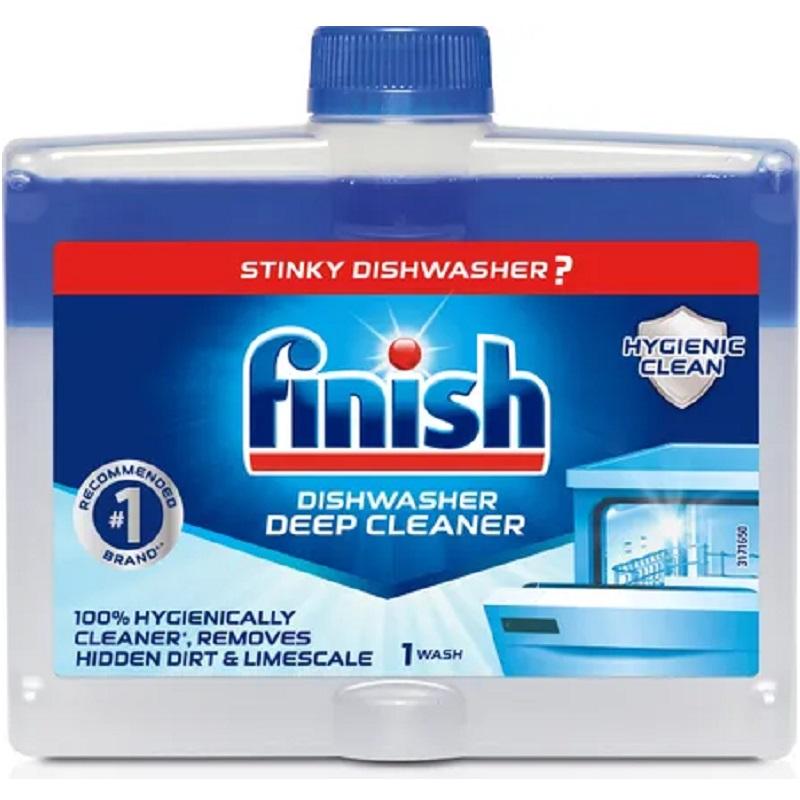 STINKY DISHWASHER?
finish
HYGIENIC
CLEAN
DISHWASHER
DEEP CLEANER
RECOMMENDED
#1
BRAND**
3171650
100% HYGIENICALLY
CLEANER*, REMOVES
HIDDEN DIRT & LIMESCALE
1 WASH